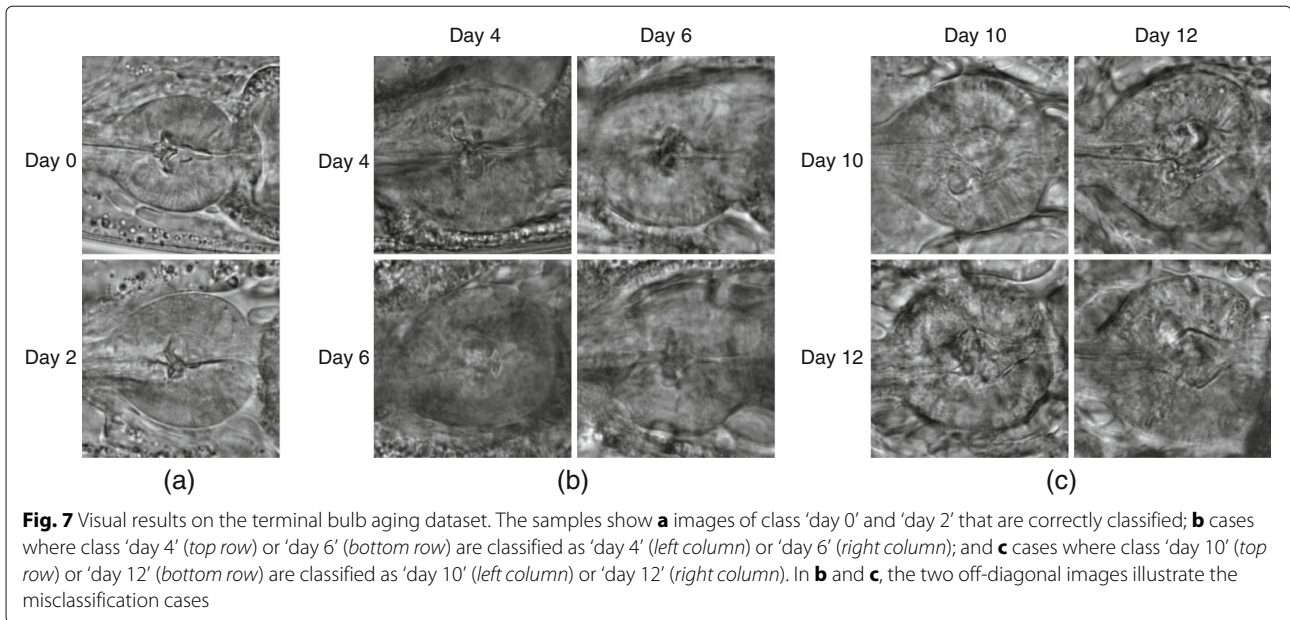 Day 4 Day 6 Day 10 Day 12
Day 0 Day 4 Day 10
Day 2 Day 6 Day 12
(a) (b) (c)
Fig. 7 Visual results on the terminal bulb aging dataset. The samples show a images of class ‘day 0’ and ‘day 2’ that are correctly classified; b cases
where class ‘day 4’ (top row) or ‘day 6’ (bottom row) are classified as ‘day 4’ (left column) or ‘day 6’ (right column); and c cases where class ‘day 10’ (top
row) or ‘day 12’ (bottom row) are classified as ‘day 10’ (left column) or ‘day 12’ (right column). In b and c, the two off-diagonal images illustrate the
misclassification cases